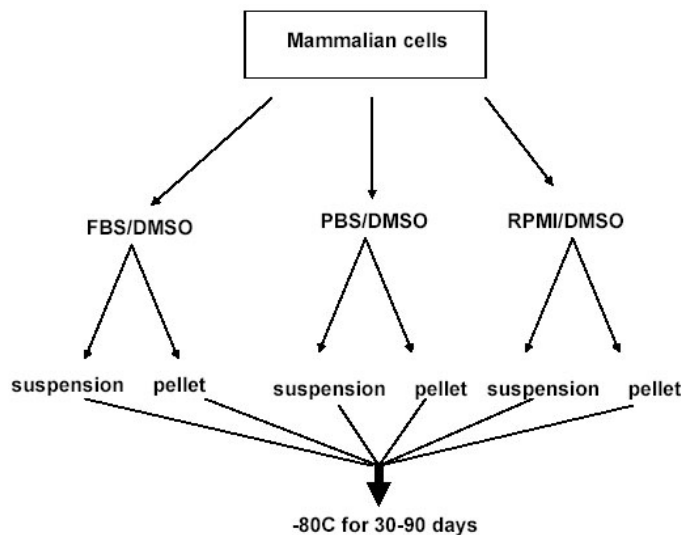 Mammalian cells
FBS/DMSO PBS/DMSO RPMI/DMSO
suspension pellet suspension pellet suspension pellet
-80C for 30-90 days